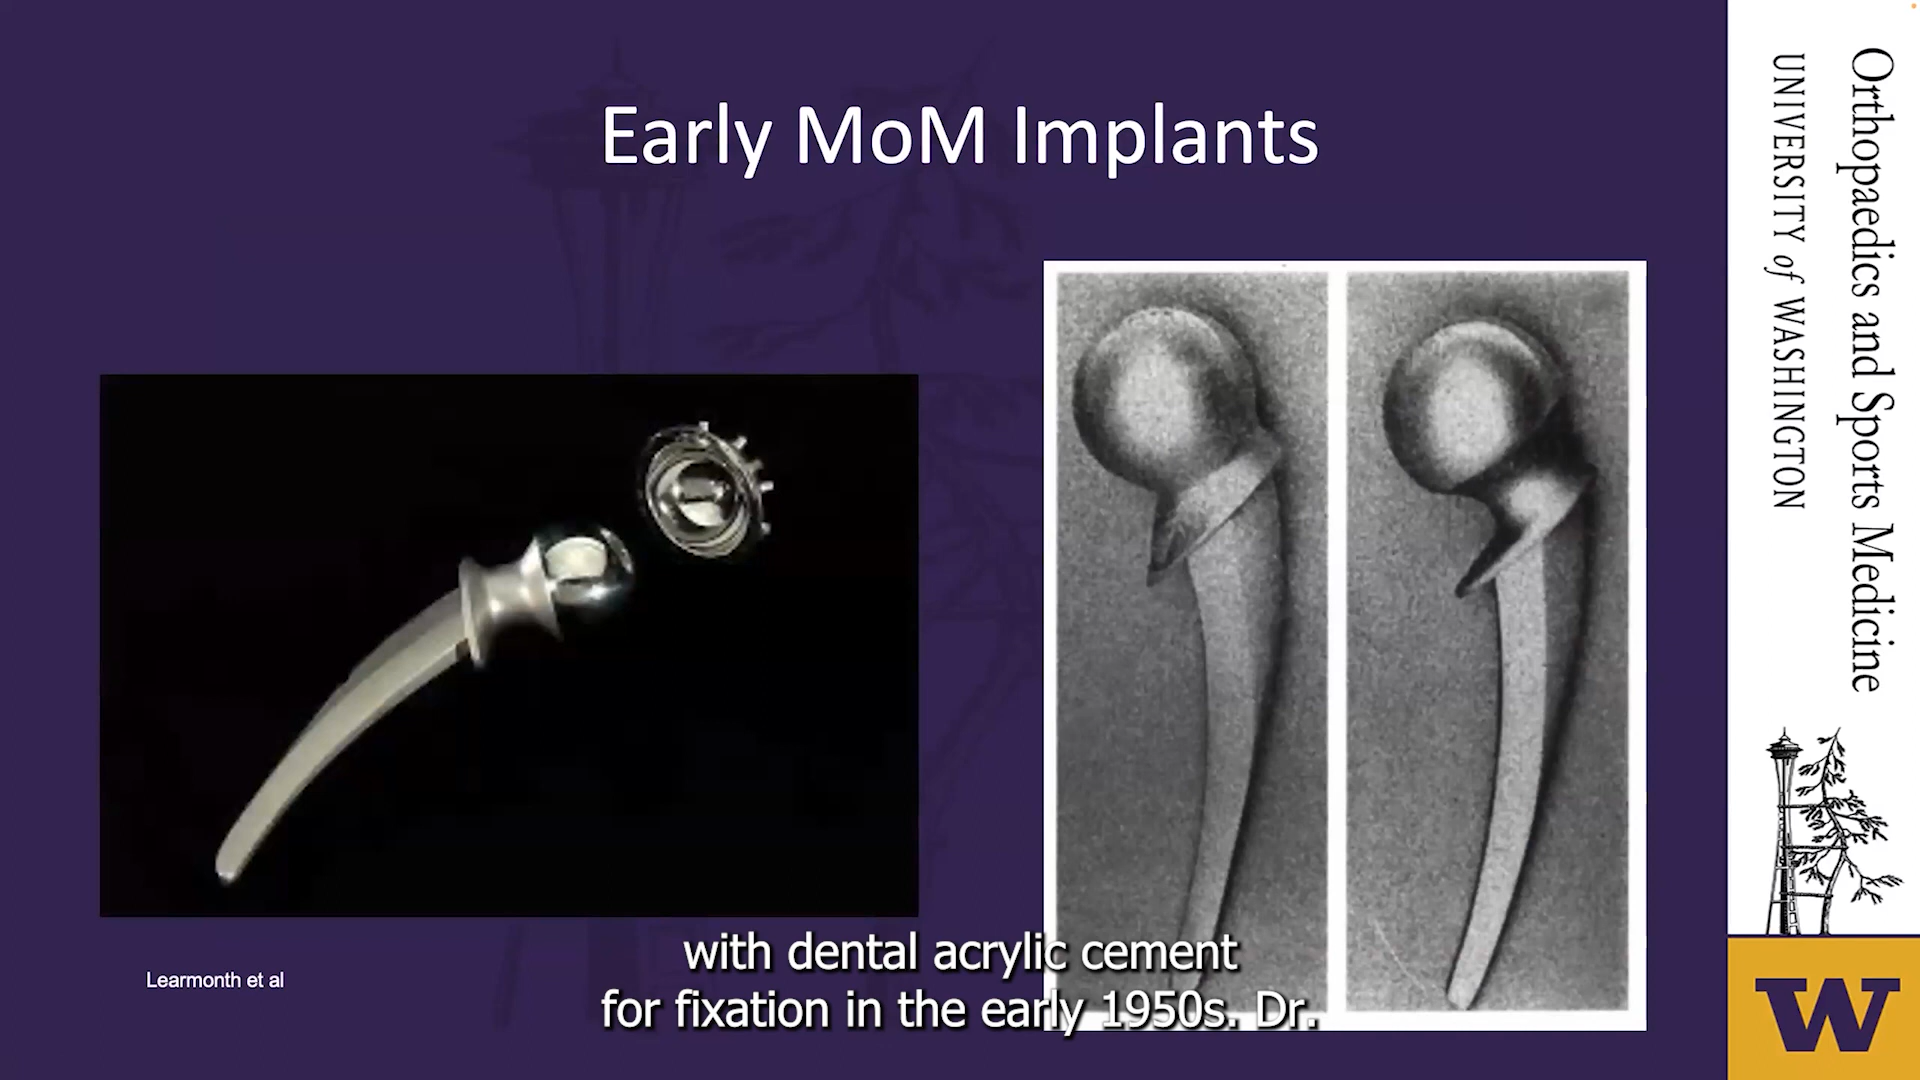 Early MoM Implants
Learmonth et al
with dental acrylic cement
for fixation in the early 1950s. Dr.
Orthopaedics and Sports Medicine
UNIVERSITY of WASHINGTON
W